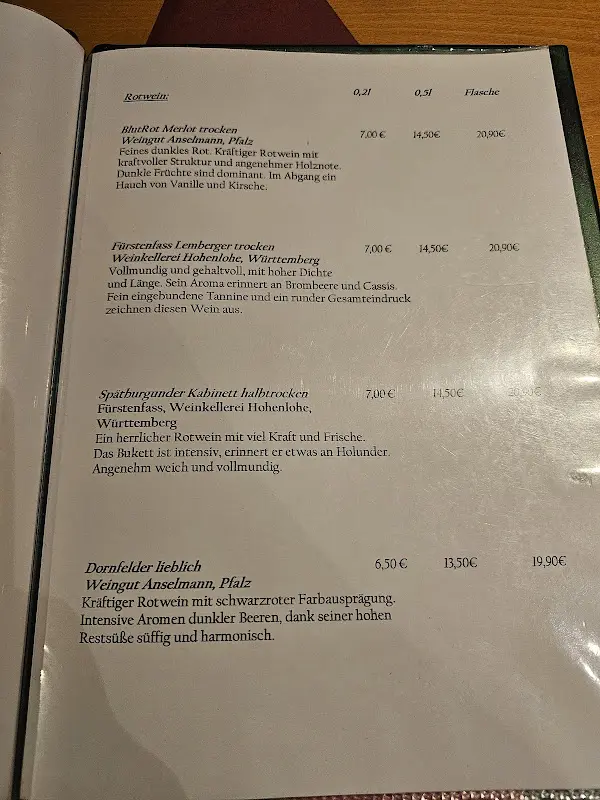 Rotwein: 0,2l 0,5l Flasche
BlutRot Merlot trocken 7,00 € 14,50€ 20,90€
Weingut Anselmann, Pfalz
Feines dunkles Rot. Kräftiger Rotwein mit
kraftvoller Struktur und angenehmer Holznote.
Dunkle Früchte sind dominant. Im Abgang ein
Hauch von Vanille und Kirsche.
Fürstenfass Lemberger trocken 7,00 € 14,50€ 20,90€
Weinkellerei Hohenlohe, Württemberg
Vollmundig und gehaltvoll, mit hoher Dichte
und Länge. Sein Aroma erinnert an Brombeere und Cassis.
Fein eingebundene Tannine und ein runder Gesamteindruck
zeichnen diesen Wein aus.
Spätburgunder Kabinett halbtrocken 7,00 € 14,50€ 20,90€
Fürstenfass, Weinkellerei Hohenlohe,
Württemberg
Ein herrlicher Rotwein mit viel Kraft und Frische.
Das Bukett ist intensiv, erinnert er etwas an Holunder.
Angenehm weich und vollmundig.
Dornfelder lieblich 6,50 € 13,50€ 19,90€
Weingut Anselmann, Pfalz
Kräftiger Rotwein mit schwarzroter Farbausprägung.
Intensive Aromen dunkler Beeren, dank seiner hohen
Restsüße süffig und harmonisch.